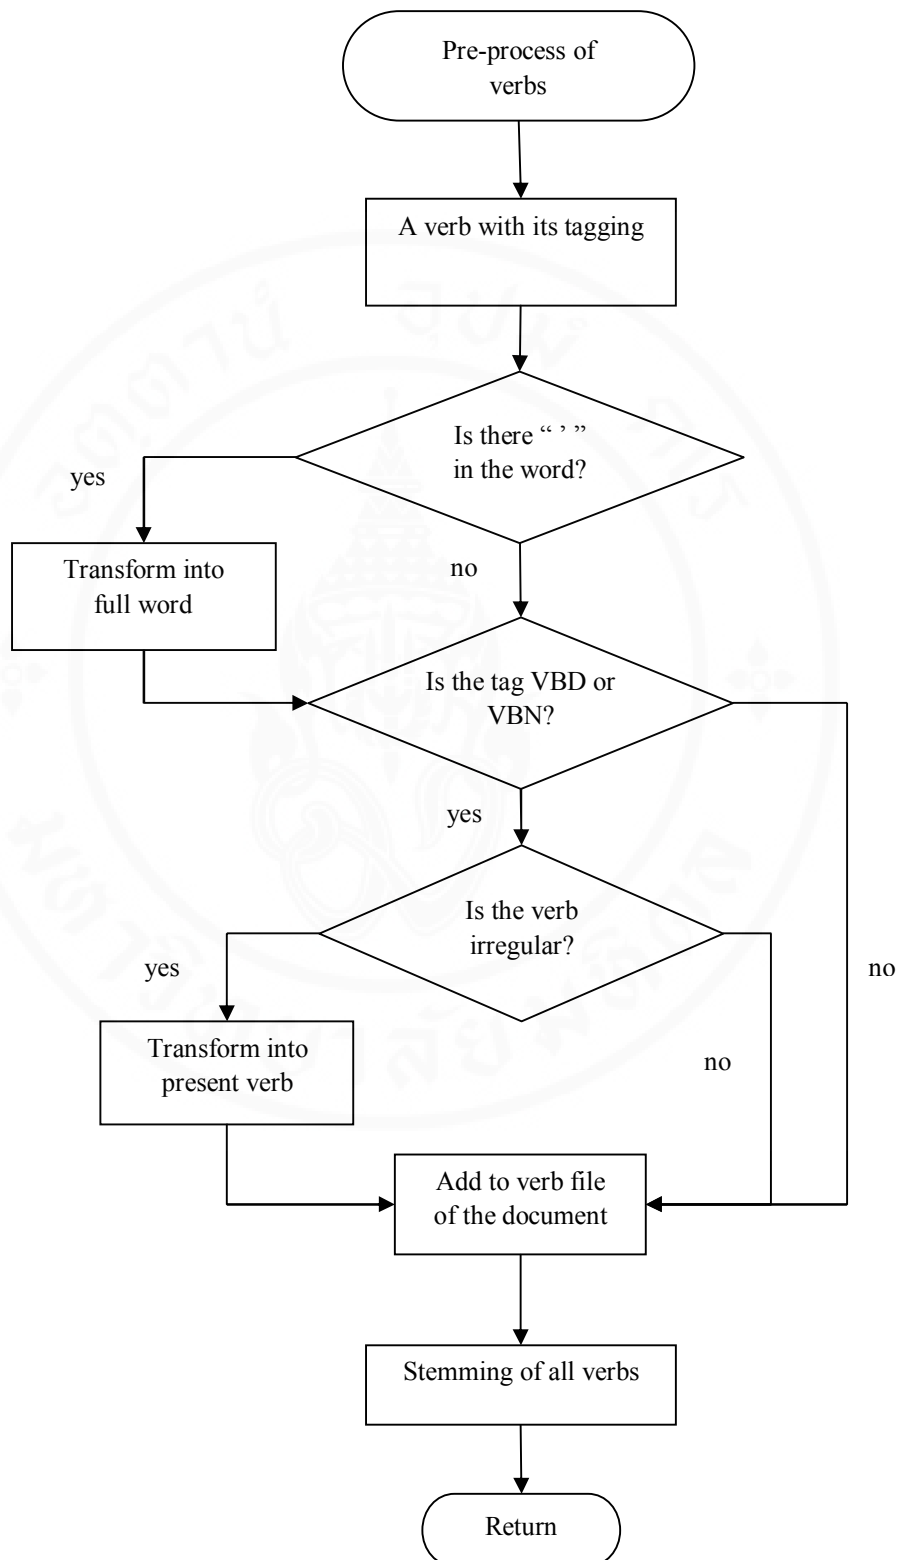 Pre-process of
verbs
A verb with its tagging
Is there “ ’ ”
in the word?
yes
Transform into
full word
no
Is the tag VBD or
VBN?
yes
Is the verb
irregular?
yes
no
Transform into
present verb
no
Add to verb file
of the document
Stemming of all verbs
Return